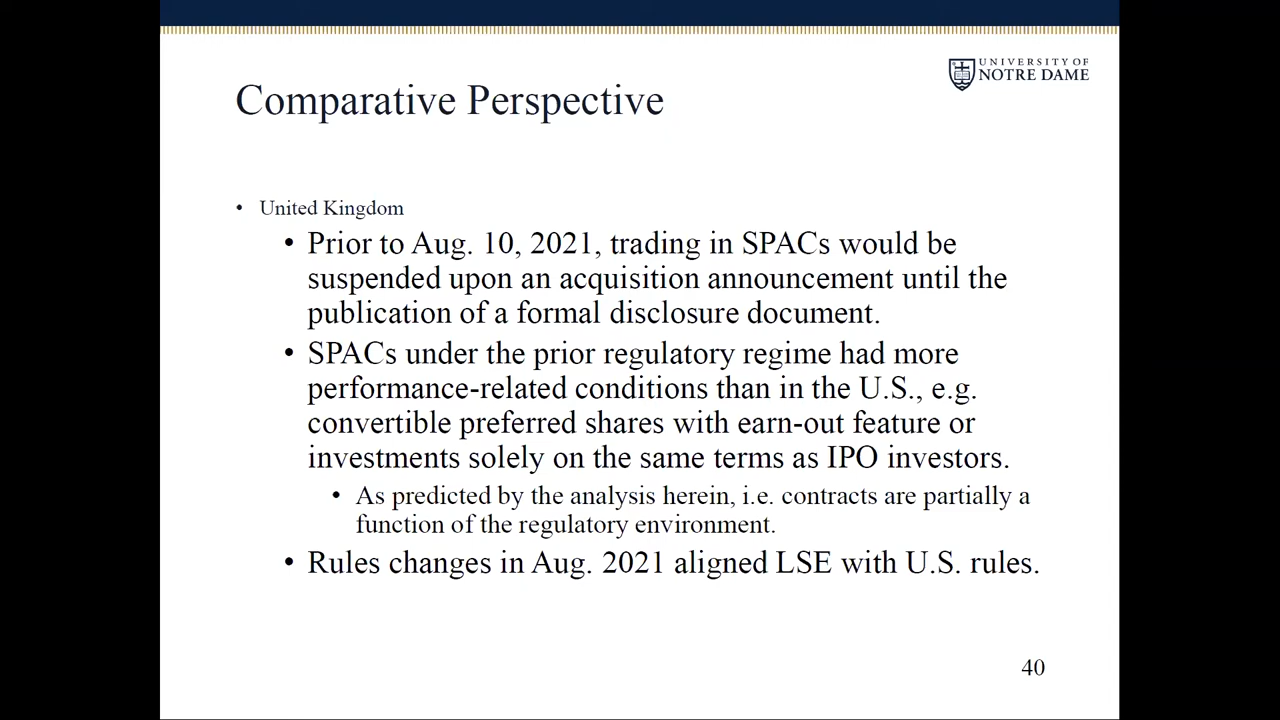 UNIVERSITY OF
NOTRE DAME
Comparative Perspective
• United Kingdom
• Prior to Aug. 10, 2021, trading in SPACs would be
suspended upon an acquisition announcement until the
publication of a formal disclosure document.
• SPACs under the prior regulatory regime had more
performance-related conditions than in the U.S., e.g.
convertible preferred shares with earn-out feature or
investments solely on the same terms as IPO investors.
• As predicted by the analysis herein, i.e. contracts are partially a
function of the regulatory environment.
• Rules changes in Aug. 2021 aligned LSE with U.S. rules.
40